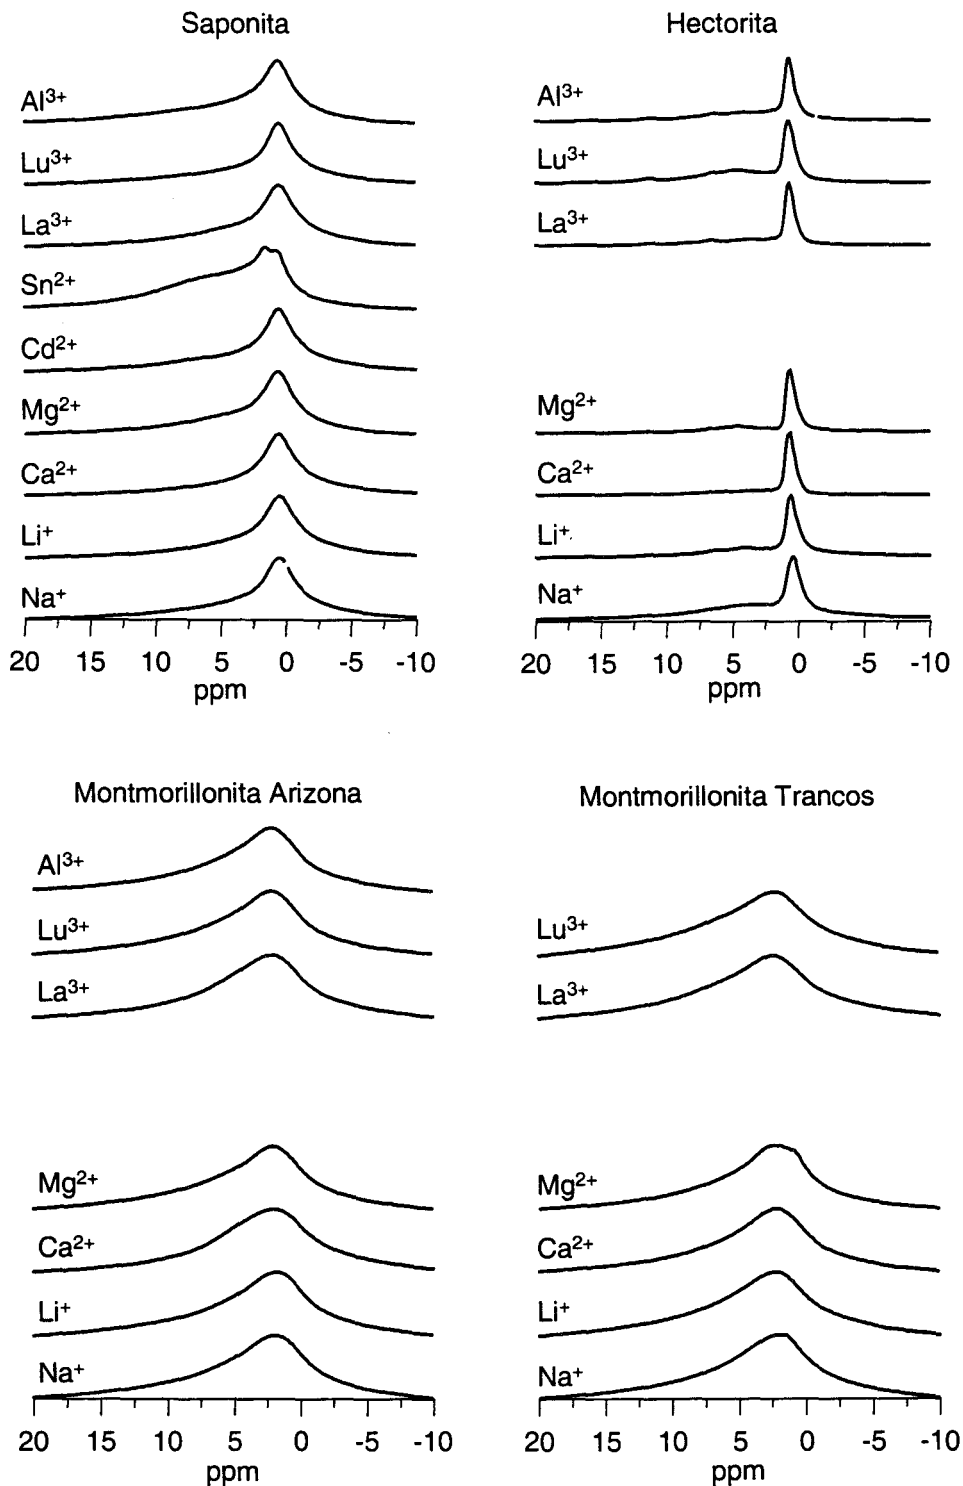 Saponita
Al3+
Lu3+
La3+
Sn2+
Cd2+
Mg2+
Ca2+
Li+
Na+
20 15 10 5 0 -5 -10
ppm
Hectorita
Al3+
Lu3+
La3+
Mg2+
Ca2+
Li+
Na+
20 15 10 5 0 -5 -10
ppm
Montmorillonita Arizona
Al3+
Lu3+
La3+
Mg2+
Ca2+
Li+
Na+
20 15 10 5 0 -5 -10
ppm
Montmorillonita Trancos
Lu3+
La3+
Mg2+
Ca2+
Li+
Na+
20 15 10 5 0 -5 -10
ppm